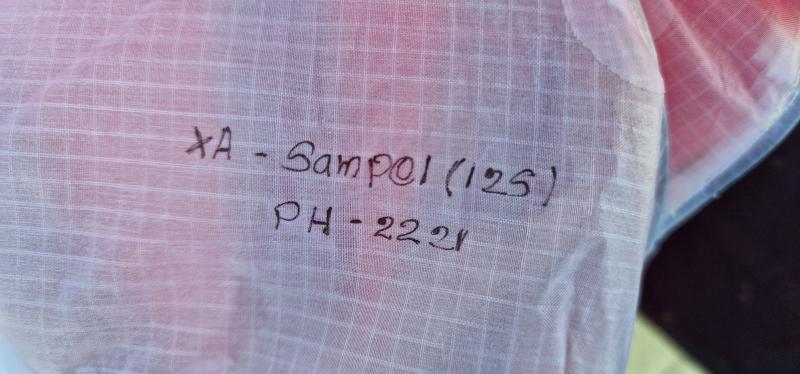 XA - Sampel (125)
PH - 2221